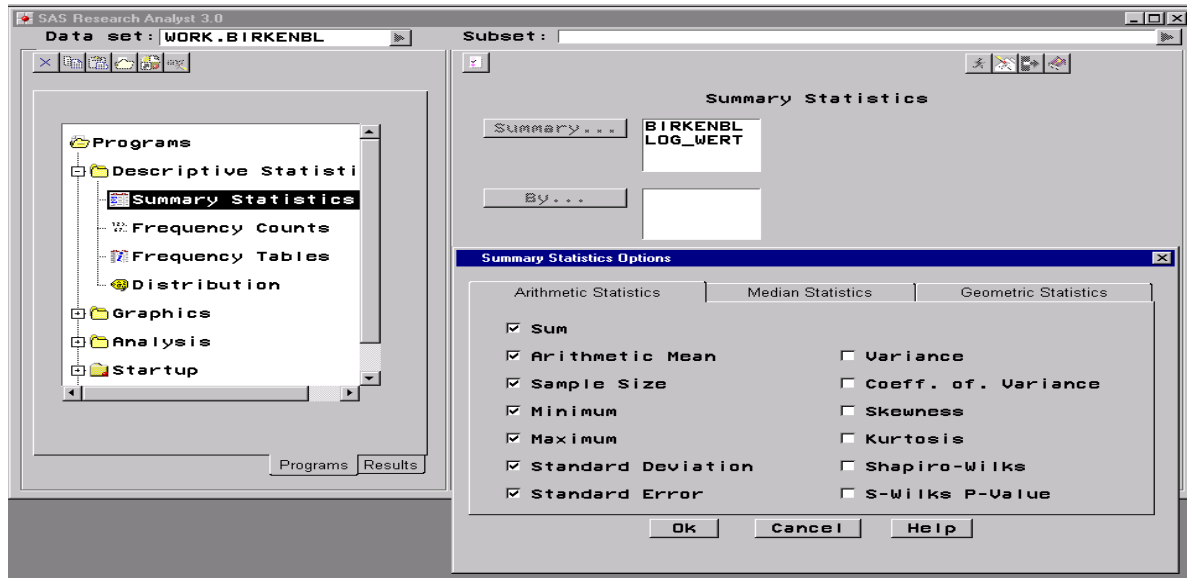 SAS Research Analyst 3.0
Data set: WORK.BIRKENBL
Subset:
Summary Statistics
Summary...
BIRKENBL
LOG_WERT
By...
Programs
Descriptive Statisti
Summary Statistics
Frequency Counts
Frequency Tables
Distribution
Graphics
Analysis
Startup
Programs
Results
Summary Statistics Options
Arithmetic Statistics
Median Statistics
Geometric Statistics
Sum
Arithmetic Mean
Variance
Sample Size
Coeff. of. Variance
Minimum
Skewness
Maximum
Kurtosis
Standard Deviation
Shapiro-Wilks
Standard Error
S-Wilks P-Value
Ok
Cancel
Help